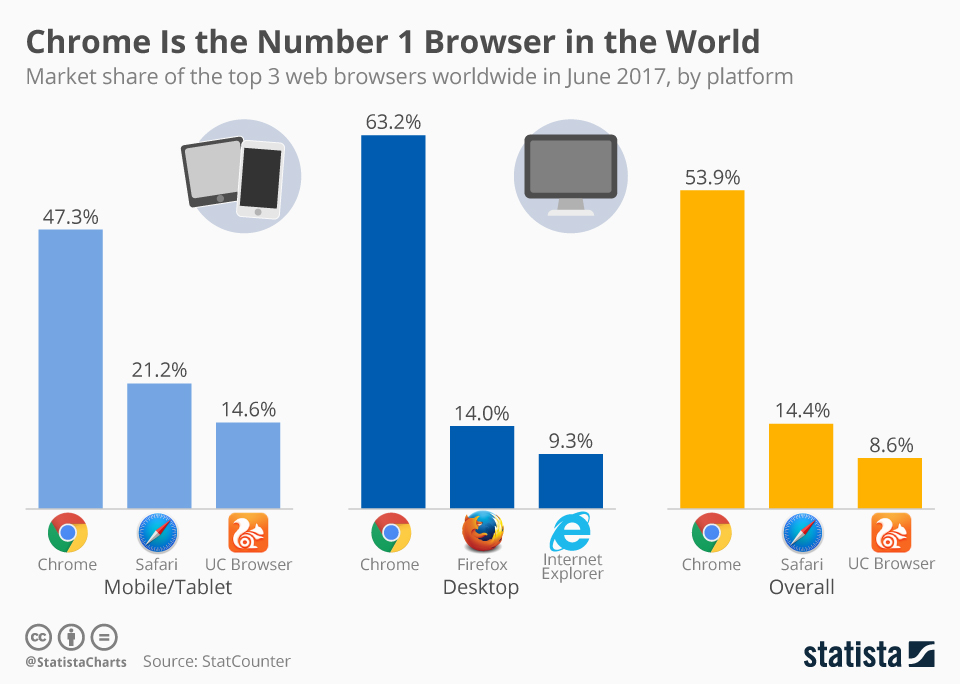 Chrome Is the Number 1 Browser in the World
Market share of the top 3 web browsers worldwide in June 2017, by platform
47.3%
21.2%
14.6%
Chrome
Safari
UC Browser
Mobile/Tablet
63.2%
14.0%
9.3%
Chrome
Firefox
Internet
Explorer
Desktop
53.9%
14.4%
8.6%
Chrome
Safari
UC Browser
Overall
cc
@StatistaCharts
Source: StatCounter
statista